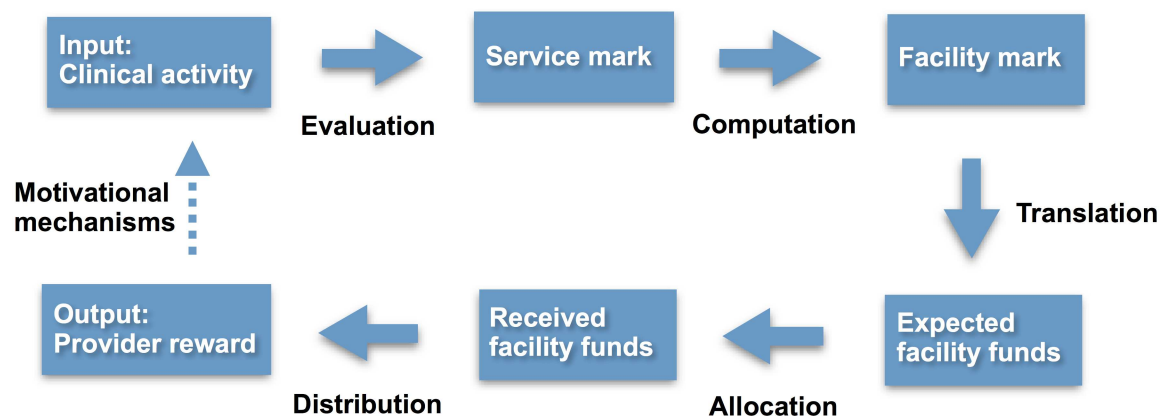 Input:
Clinical activity
Evaluation
Service mark
Computation
Facility mark
Translation
Expected
facility funds
Allocation
Received
facility funds
Distribution
Output:
Provider reward
Motivational
mechanisms